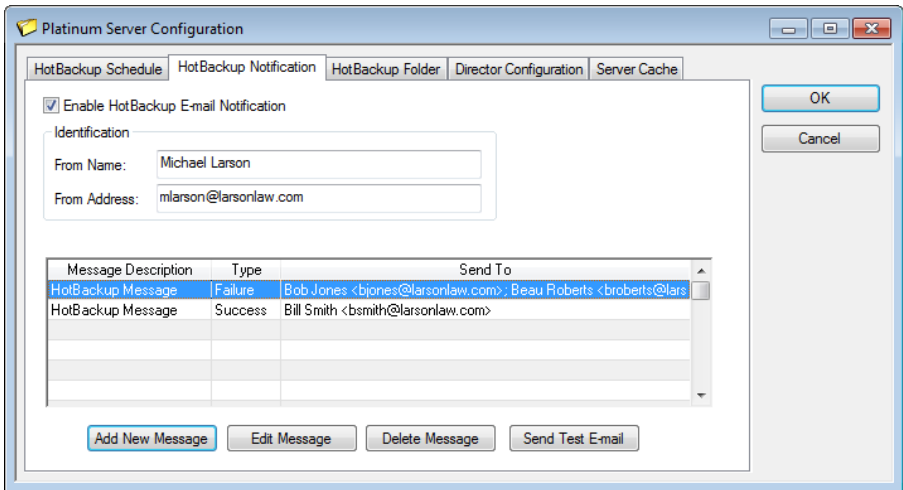 Platinum Server Configuration
HotBackup Schedule HotBackup Notification HotBackup Folder Director Configuration Server Cache
OK
Enable HotBackup E-mail Notification
Cancel
Identification
From Name: Michael Larson
From Address: mlarson@larsonlaw.com
Message Description Type Send To
HotBackup Message Failure Bob Jones <bjones@larsonlaw.com>; Beau Roberts <broberts@lars
HotBackup Message Success Bill Smith <bsmith@larsonlaw.com>
Add New Message Edit Message Delete Message Send Test E-mail